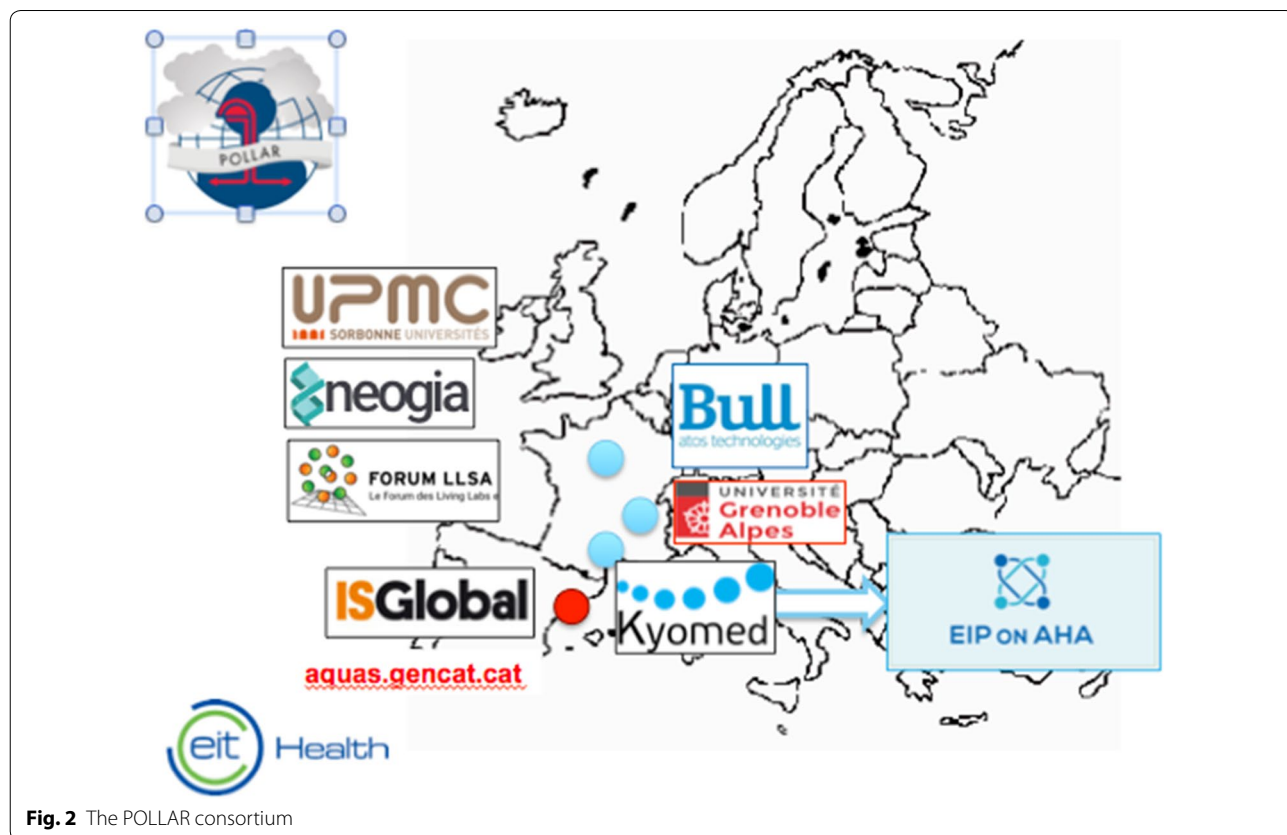 POLLAR
UPMC
SORBONNE UNIVERSITÉS
neogia
FORUM LLSA
Le Forum des Living Labs e
Bull
atos technologies
UNIVERSITÉ
Grenoble
Alpes
ISGlobal
Kyomed
EIP ON AHA
aquas.gencat.cat
eit Health
Fig. 2 The POLLAR consortium